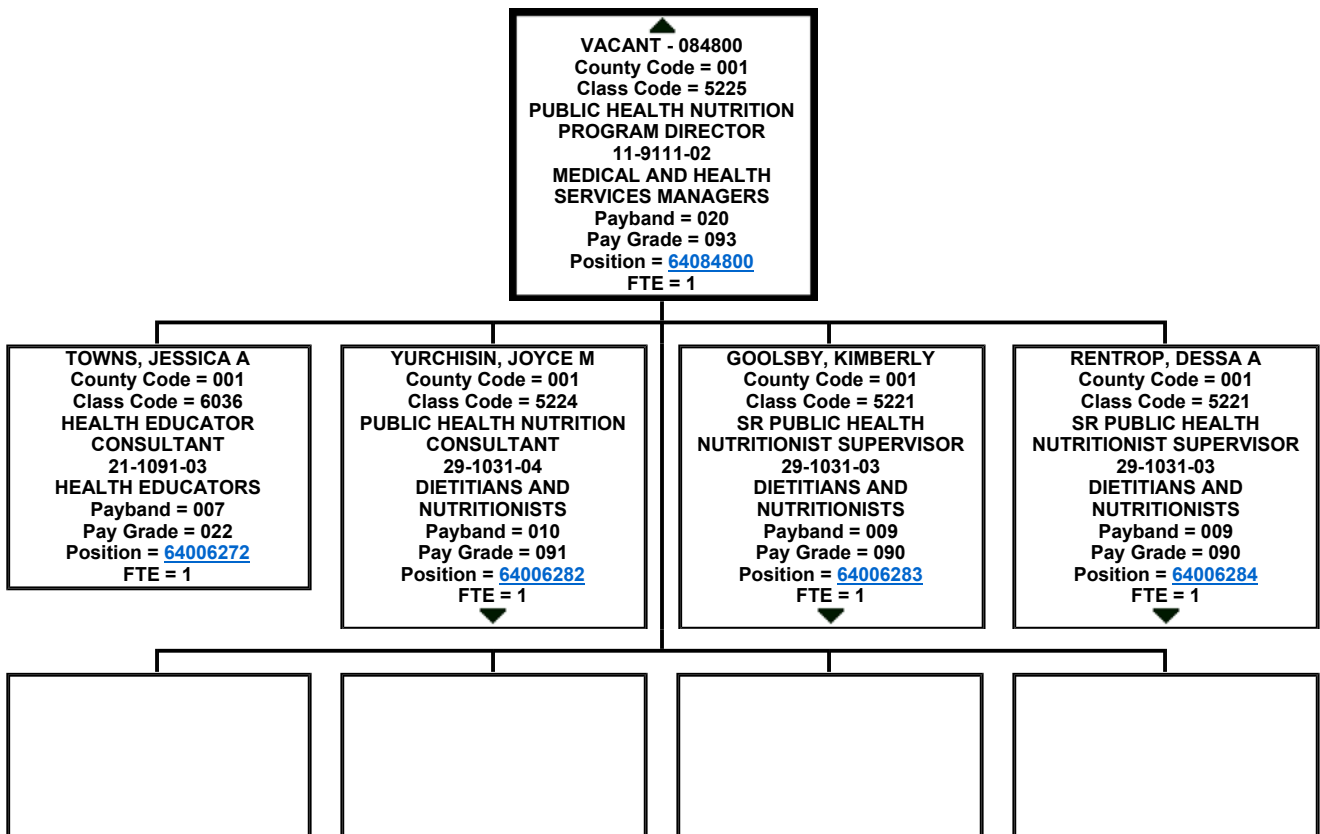 VACANT - 084800
County Code = 001
Class Code = 5225
PUBLIC HEALTH NUTRITION
PROGRAM DIRECTOR
11-9111-02
MEDICAL AND HEALTH
SERVICES MANAGERS
Payband = 020
Pay Grade = 093
Position = 64084800
FTE = 1
TOWNS, JESSICA A
County Code = 001
Class Code = 6036
HEALTH EDUCATOR
CONSULTANT
21-1091-03
HEALTH EDUCATORS
Payband = 007
Pay Grade = 022
Position = 64006272
FTE = 1
YURCHISIN, JOYCE M
County Code = 001
Class Code = 5224
PUBLIC HEALTH NUTRITION
CONSULTANT
29-1031-04
DIETITIANS AND
NUTRITIONISTS
Payband = 010
Pay Grade = 091
Position = 64006282
FTE = 1
GOOLSBY, KIMBERLY
County Code = 001
Class Code = 5221
SR PUBLIC HEALTH
NUTRITIONIST SUPERVISOR
29-1031-03
DIETITIANS AND
NUTRITIONISTS
Payband = 009
Pay Grade = 090
Position = 64006283
FTE = 1
RENTROP, DESSA A
County Code = 001
Class Code = 5221
SR PUBLIC HEALTH
NUTRITIONIST SUPERVISOR
29-1031-03
DIETITIANS AND
NUTRITIONISTS
Payband = 009
Pay Grade = 090
Position = 64006284
FTE = 1